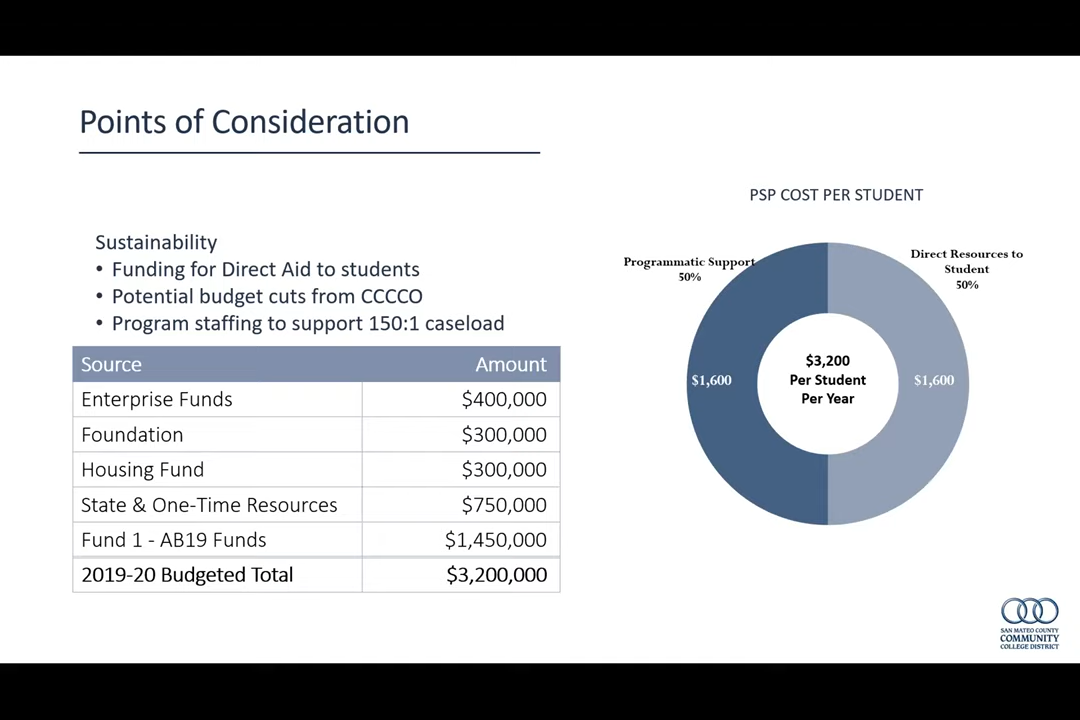 Points of Consideration
Sustainability
• Funding for Direct Aid to students
• Potential budget cuts from CCCCO
• Program staffing to support 150:1 caseload
Source Amount
Enterprise Funds $400,000
Foundation $300,000
Housing Fund $300,000
State & One-Time Resources $750,000
Fund 1 - AB19 Funds $1,450,000
2019-20 Budgeted Total $3,200,000
PSP COST PER STUDENT
Programmatic Support
50%
Direct Resources to
Student
50%
$1,600
$3,200
Per Student
Per Year
$1,600
SAN MATEO COUNTY
COMMUNITY
COLLEGE DISTRICT